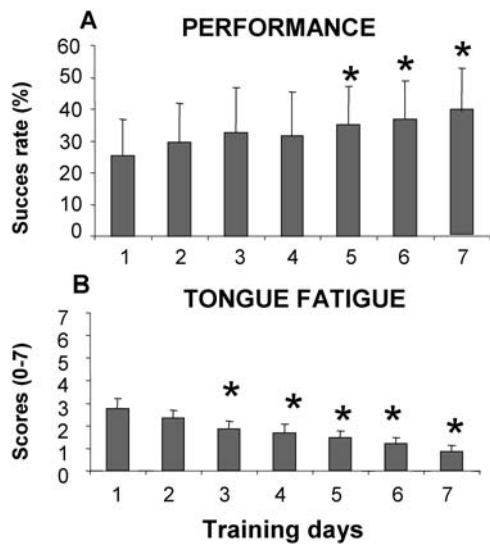 A
PERFORMANCE
Succes rate (%)
60
50
40
30
20
10
0
* * *
1 2 3 4 5 6 7
B
TONGUE FATIGUE
Scores (0-7)
7
6
5
4
3
2
1
0
* * * * *
1 2 3 4 5 6 7
Training days